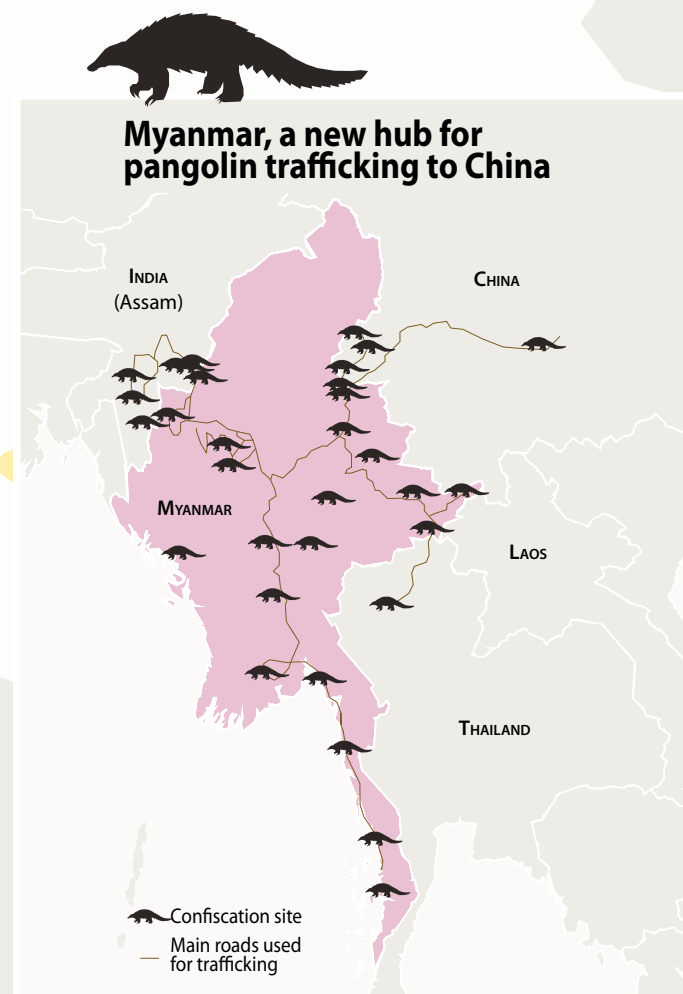 Myanmar, a new hub for
pangolin trafficking to China
INDIA
(Assam)
CHINA
MYANMAR
LAOS
THAILAND
Confiscation site
Main roads used
for trafficking